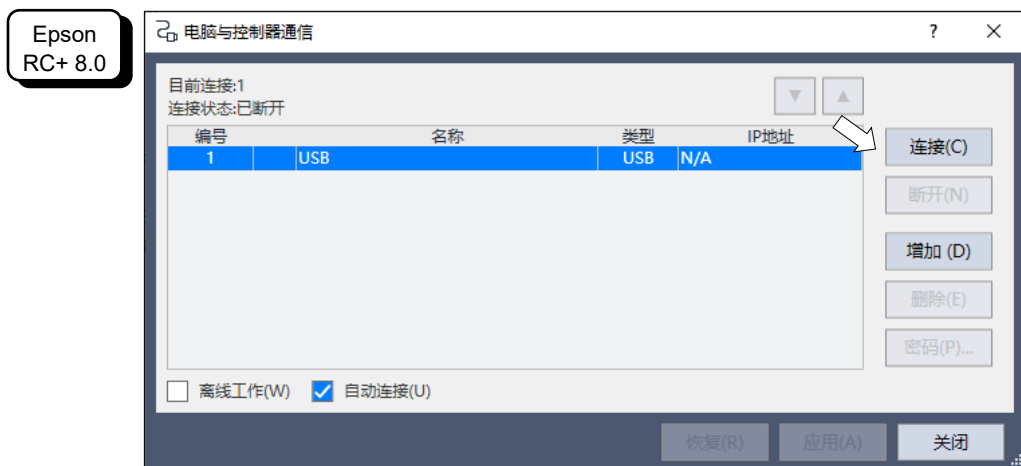 Epson
RC+ 8.0
电脑与控制器通信
?
目前连接:1
连接状态:已断开
▼ ▲
编号 名称 类型 IP地址
1 USB USB N/A
连接(C)
断开(N)
增加 (D)
删除(E)
密码(P)...
离线工作(W) 自动连接(U)
恢复(R) 应用(A) 关闭